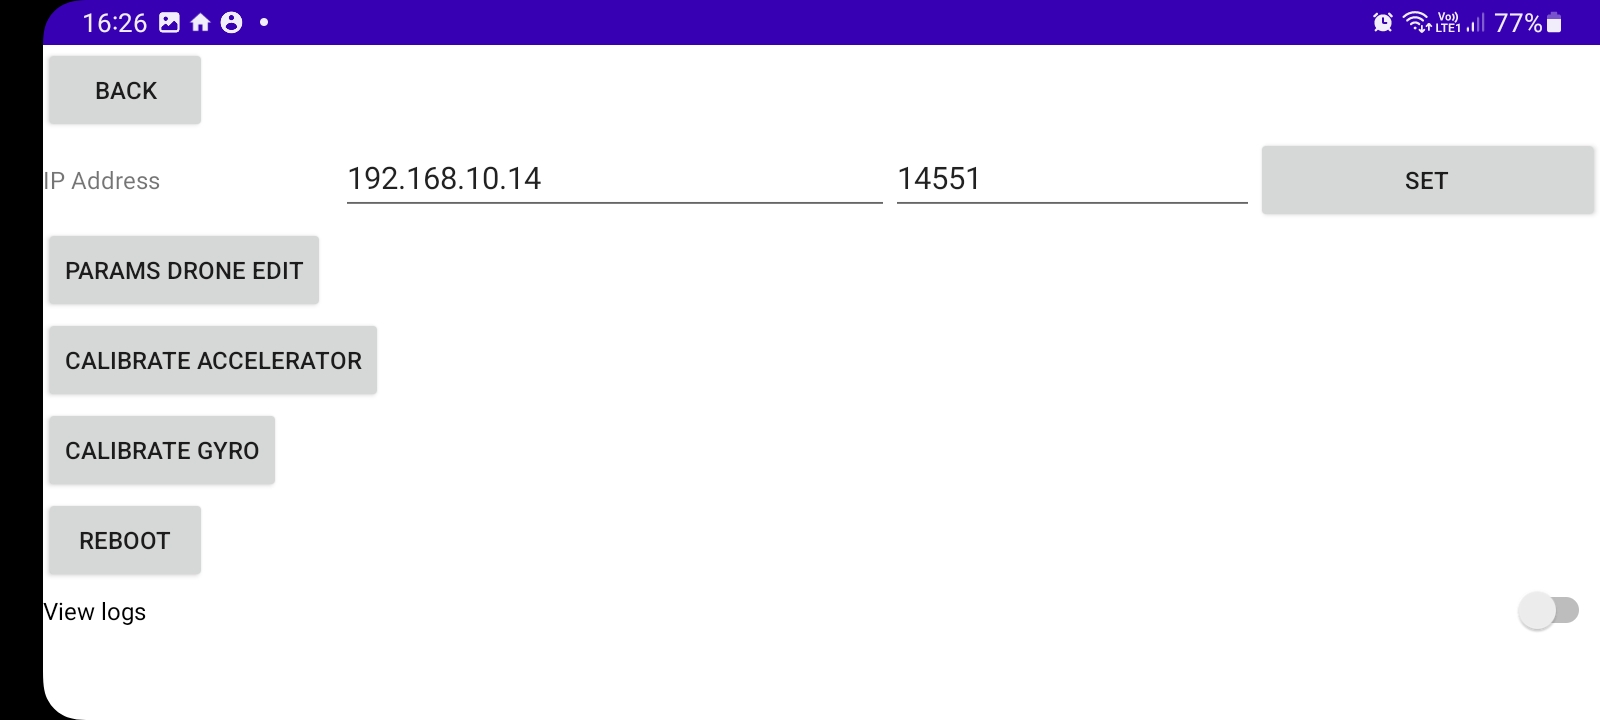 16:26 Vo)) LTE1 77%
BACK
IP Address 192.168.10.14 14551 SET
PARAMS DRONE EDIT
CALIBRATE ACCELERATOR
CALIBRATE GYRO
REBOOT
View logs